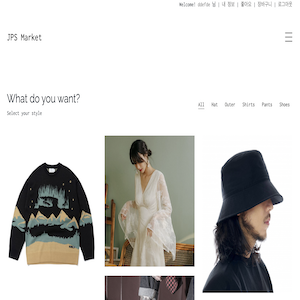 Welcome! 님 | 내 정보 | 좋아요 | 장바구니 | 로그아웃
JPS Market
What do you want?
Select your style
All Hat Outer Shirts Pants Shoes